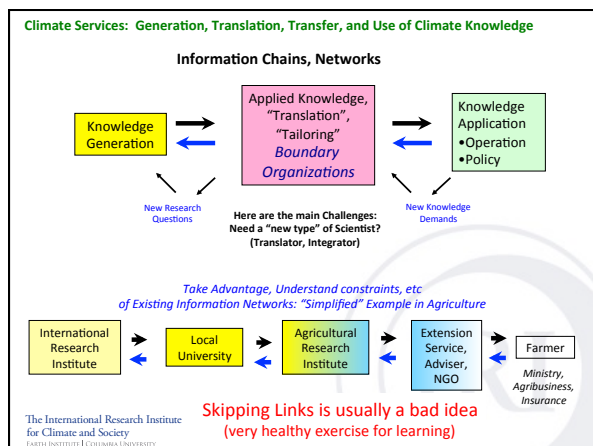 Climate Services: Generation, Translation, Transfer, and Use of Climate Knowledge
Information Chains, Networks
Knowledge
Generation
Applied Knowledge,
“Translation”,
“Tailoring”
Boundary
Organizations
Knowledge
Application
•Operation
•Policy
New Research
Questions
Here are the main Challenges:
Need a “new type” of Scientist?
(Translator, Integrator)
New Knowledge
Demands
Take Advantage, Understand constraints, etc
of Existing Information Networks: “Simplified” Example in Agriculture
International
Research
Institute
Local
University
Agricultural
Research
Institute
Extension
Service,
Adviser,
NGO
Farmer
Ministry,
Agribusiness,
Insurance
Skipping Links is usually a bad idea
(very healthy exercise for learning)
The International Research Institute
for Climate and Society
EARTH INSTITUTE | COLUMBIA UNIVERSITY